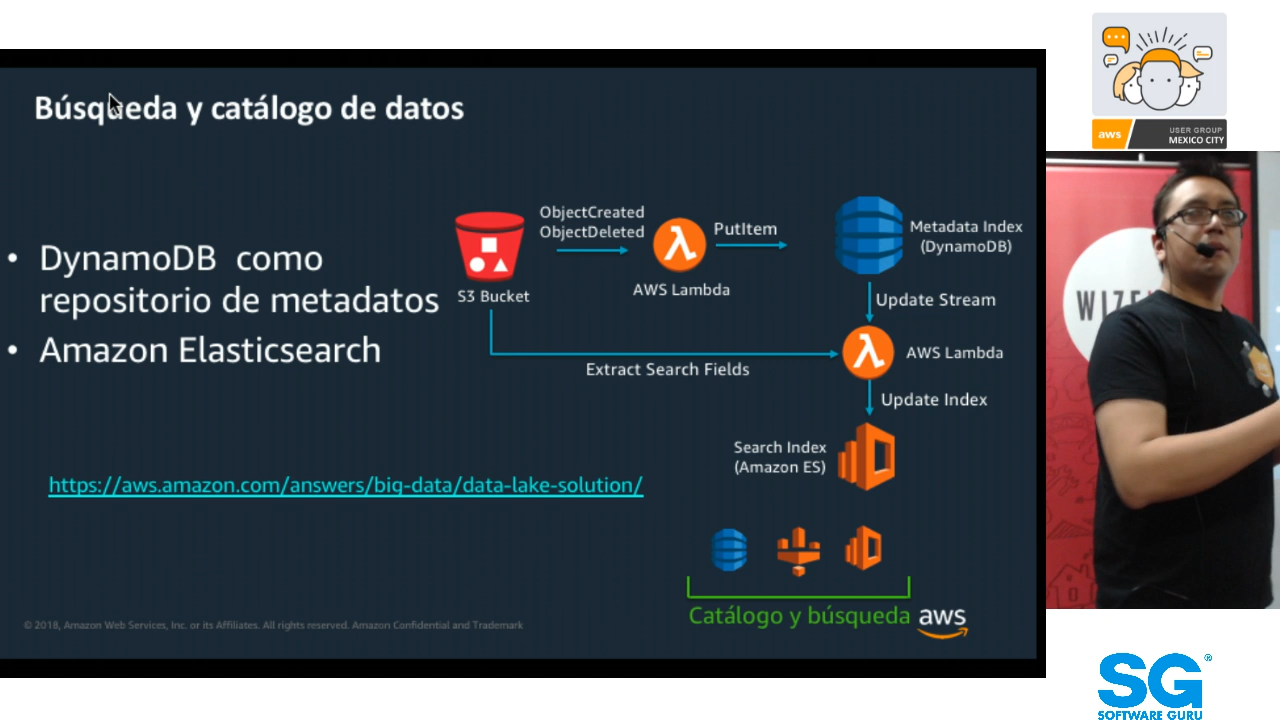 Búsqueda y catálogo de datos
• DynamoDB como
repositorio de metadatos
• Amazon Elasticsearch
https://aws.amazon.com/answers/big-data/data-lake-solution/
S3 Bucket
ObjectCreated
ObjectDeleted
AWS Lambda
PutItem
Metadata Index
(DynamoDB)
Update Stream
Extract Search Fields
AWS Lambda
Update Index
Search Index
(Amazon ES)
Catálogo y búsqueda
aws
© 2018, Amazon Web Services, Inc. or its Affiliates. All rights reserved. Amazon Confidential and Trademark
aws
USER GROUP
MEXICO CITY
WIZE
SG®
SOFTWARE GURU